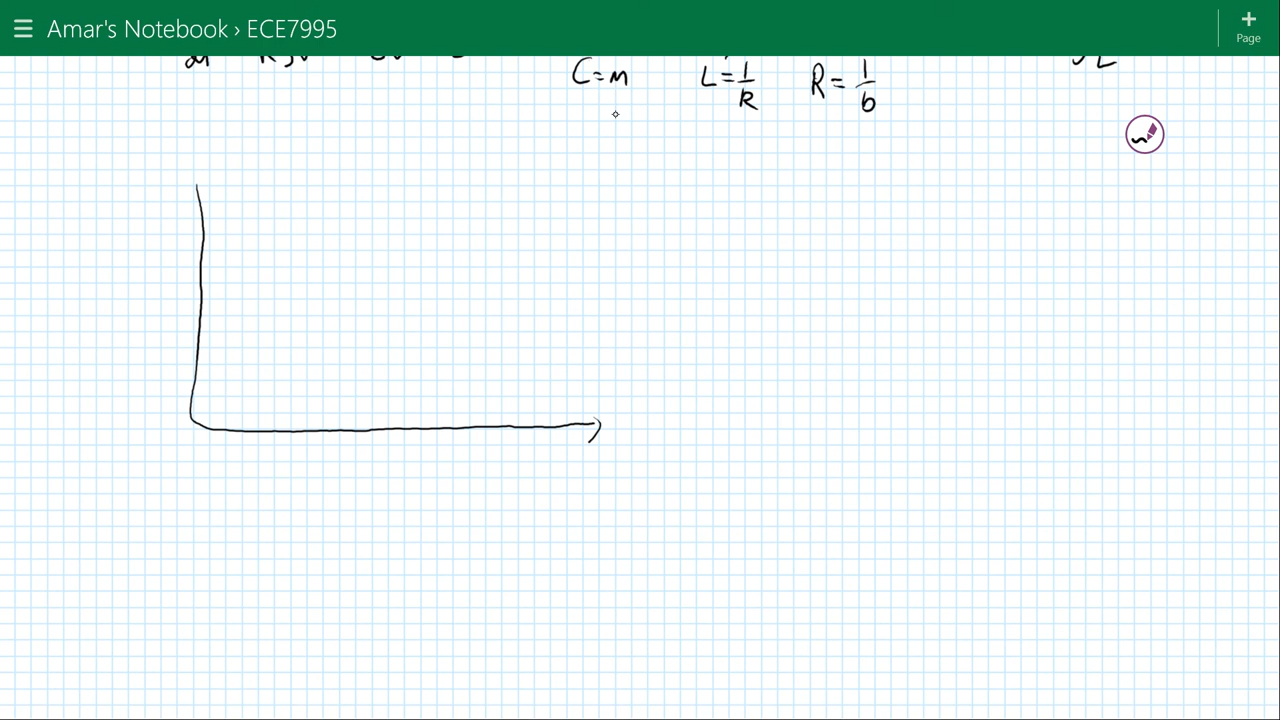 Amar's Notebook › ECE7995
Page
C = m L = 1/k R = 1/b